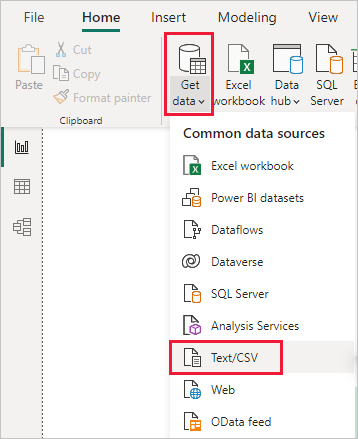 File Home Insert Modeling View
Paste
Cut
Copy
Format painter
Clipboard
Get
data
Excel
workbook
Data
hub
SQL
Server
Common data sources
Excel workbook
Power BI datasets
Dataflows
Dataverse
SQL Server
Analysis Services
Text/CSV
Web
OData feed